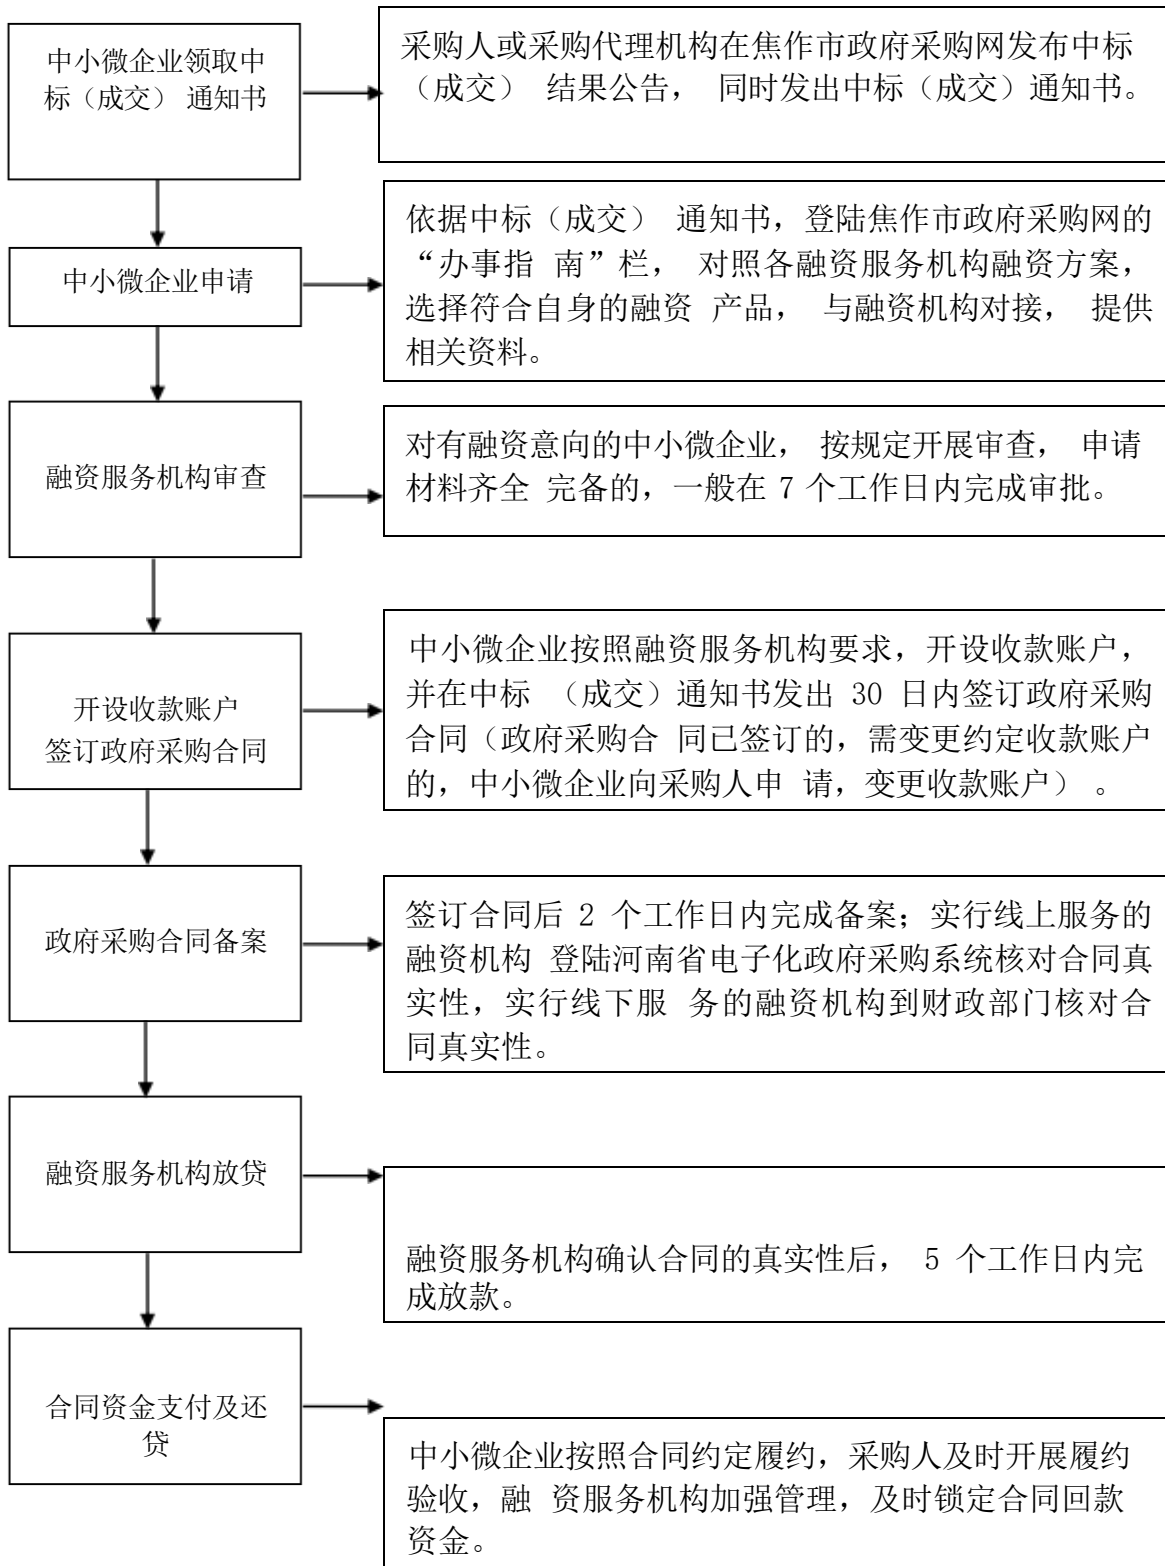 中小微企业领取中
标（成交） 通知书
采购人或采购代理机构在焦作市政府采购网发布中标
（成交） 结果公告， 同时发出中标（成交）通知书。
中小微企业申请
依据中标（成交） 通知书，登陆焦作市政府采购网的
“办事指 南”栏， 对照各融资服务机构融资方案，
选择符合自身的融资 产品， 与融资机构对接， 提供
相关资料。
融资服务机构审查
对有融资意向的中小微企业， 按规定开展审查， 申请
材料齐全 完备的，一般在 7 个工作日内完成审批。
开设收款账户
签订政府采购合同
中小微企业按照融资服务机构要求，开设收款账户，
并在中标 （成交）通知书发出 30 日内签订政府采购
合同（政府采购合 同已签订的，需变更约定收款账户
的，中小微企业向采购人申 请，变更收款账户） 。
政府采购合同备案
签订合同后 2 个工作日内完成备案；实行线上服务的
融资机构 登陆河南省电子化政府采购系统核对合同真
实性，实行线下服 务的融资机构到财政部门核对合
同真实性。
融资服务机构放贷
融资服务机构确认合同的真实性后， 5 个工作日内完
成放款。
合同资金支付及还
贷
中小微企业按照合同约定履约，采购人及时开展履约
验收，融 资服务机构加强管理，及时锁定合同回款
资金。